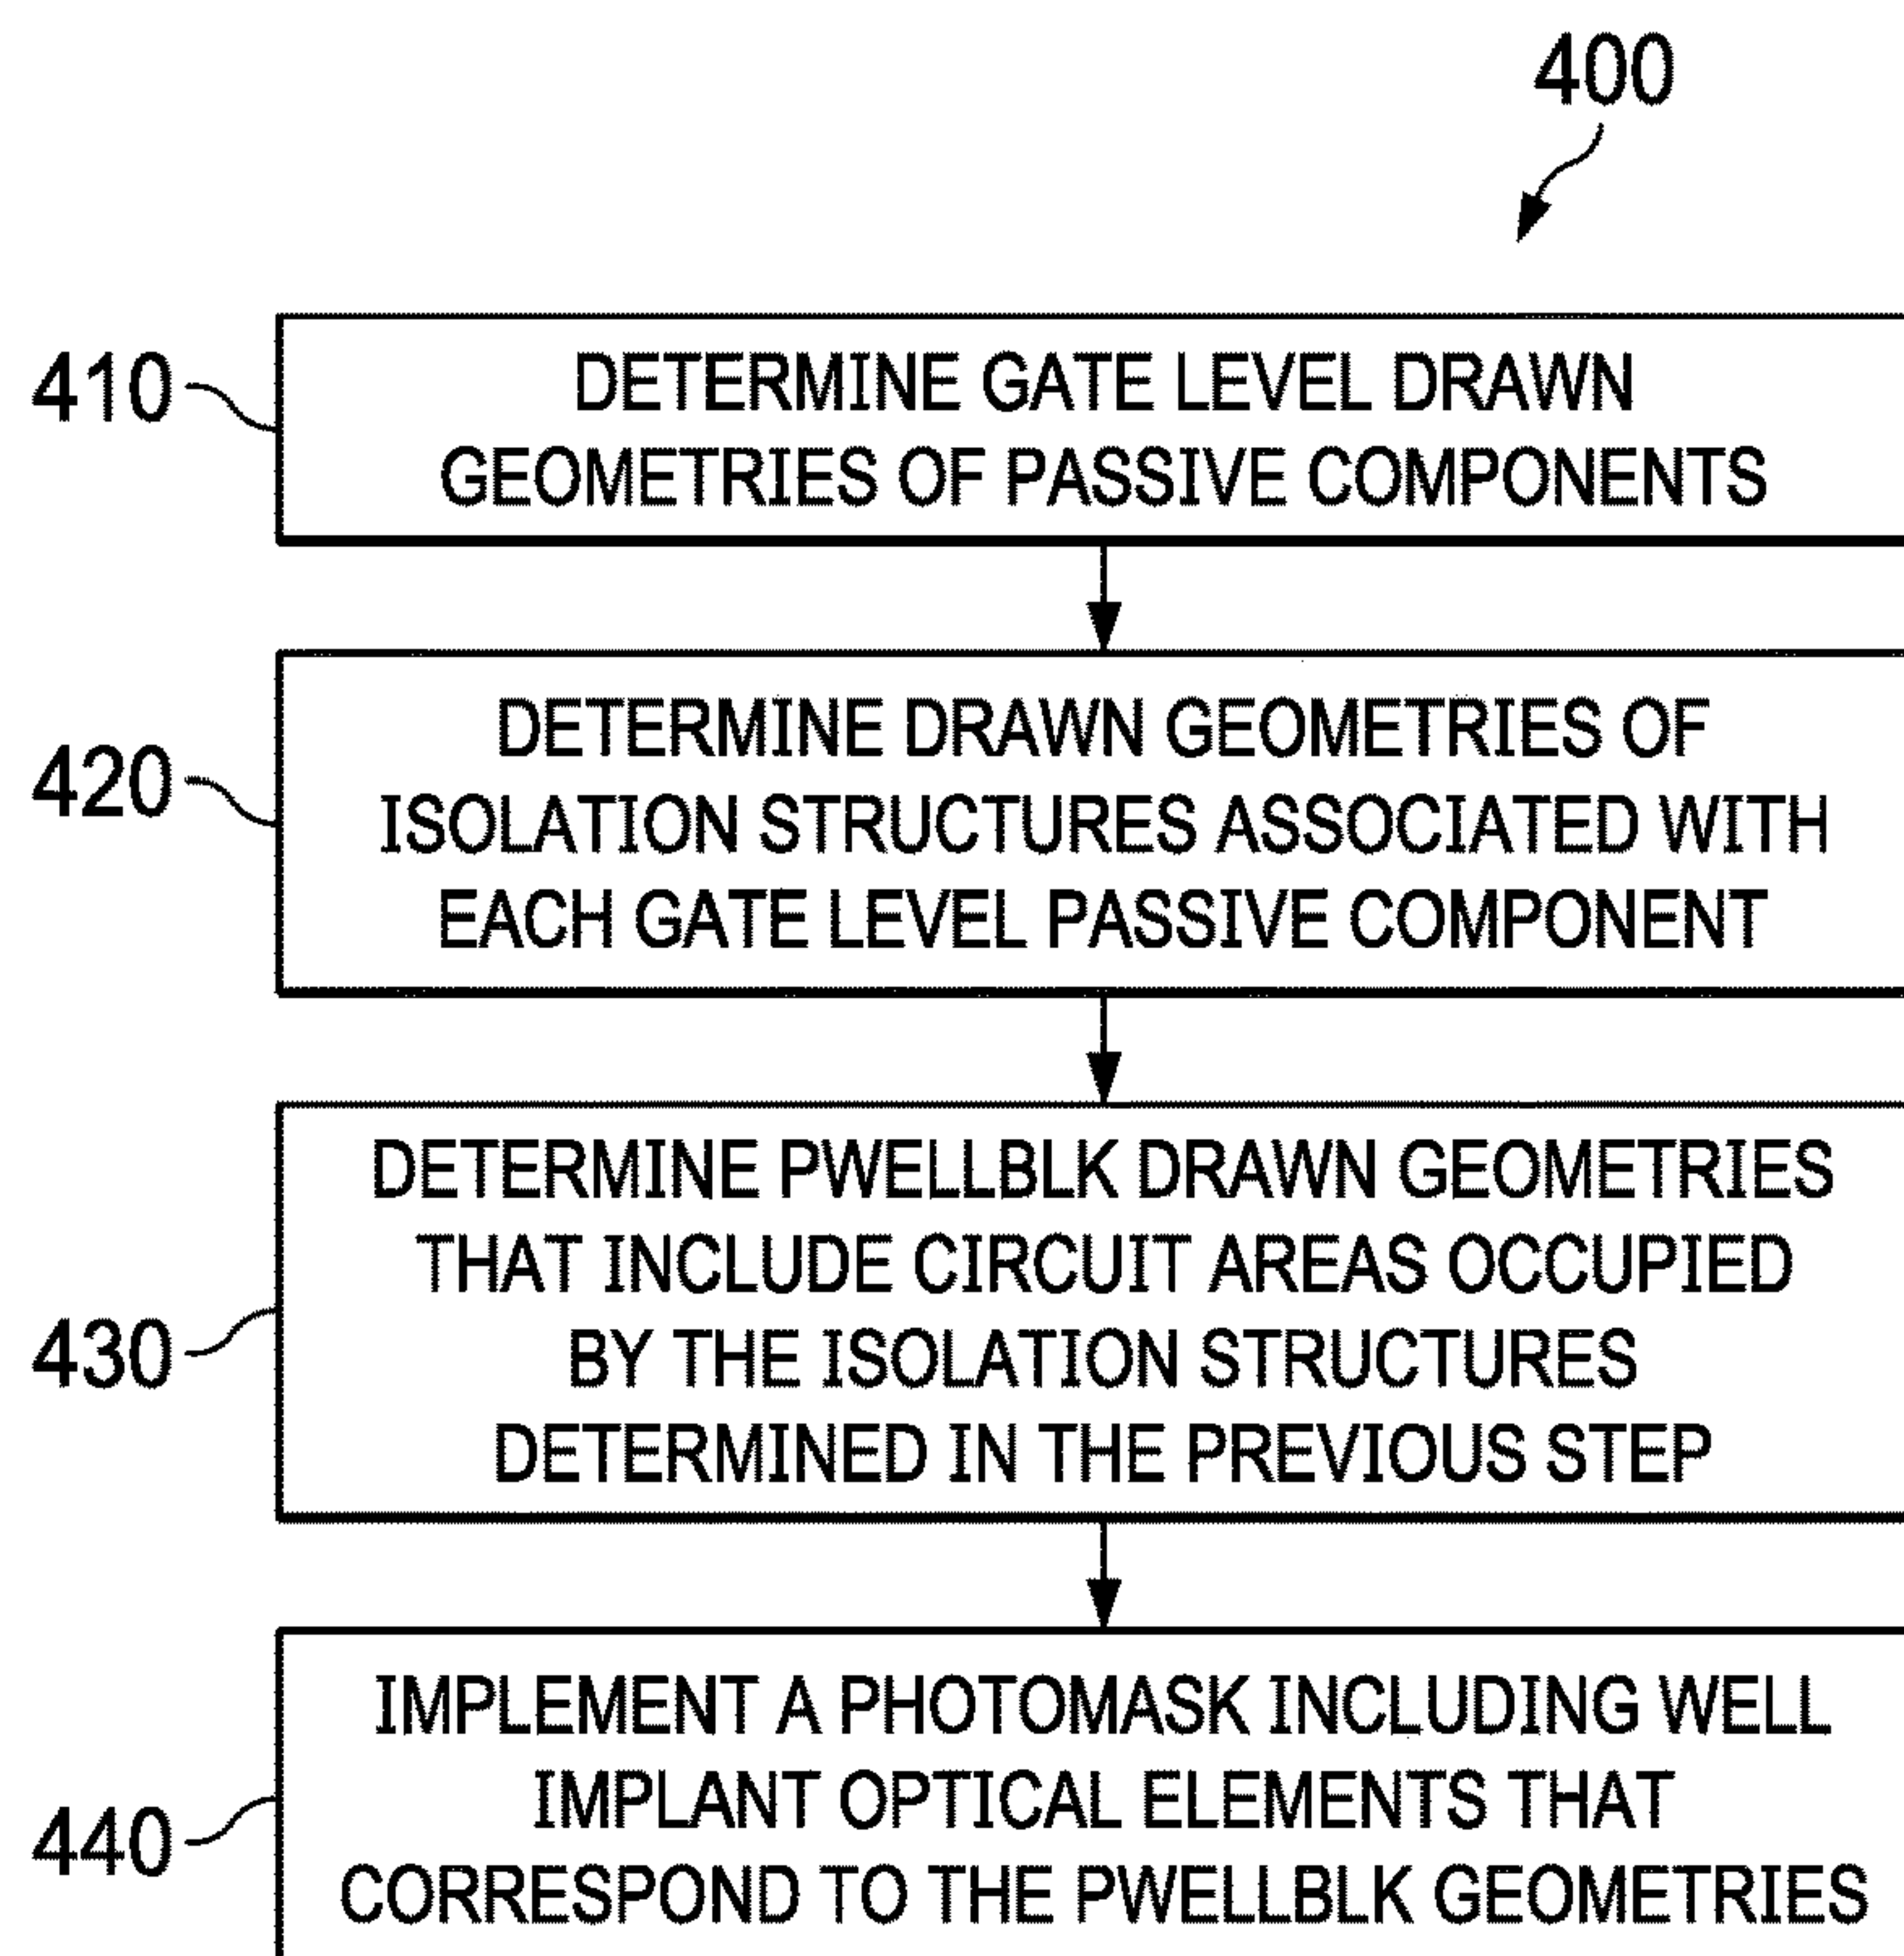 400
410
DETERMINE GATE LEVEL DRAWN
GEOMETRIES OF PASSIVE COMPONENTS
420
DETERMINE DRAWN GEOMETRIES OF
ISOLATION STRUCTURES ASSOCIATED WITH
EACH GATE LEVEL PASSIVE COMPONENT
430
DETERMINE PWELLBLK DRAWN GEOMETRIES
THAT INCLUDE CIRCUIT AREAS OCCUPIED
BY THE ISOLATION STRUCTURES
DETERMINED IN THE PREVIOUS STEP
440
IMPLEMENT A PHOTOMASK INCLUDING WELL
IMPLANT OPTICAL ELEMENTS THAT
CORRESPOND TO THE PWELLBLK GEOMETRIES